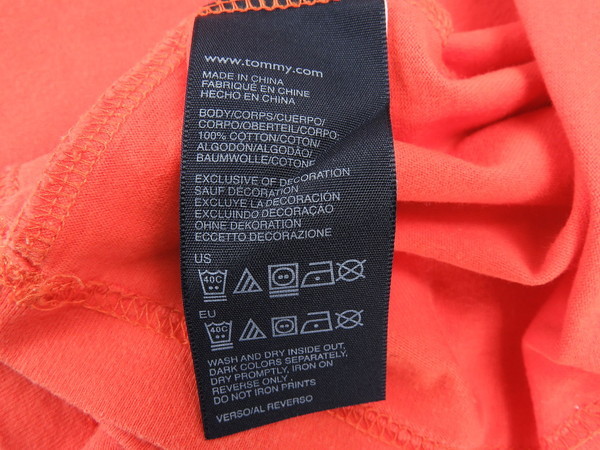 www.tommy.com
MADE IN CHINA
FABRIQUÉ EN CHINE
HECHO EN CHINA
BODY/CORPS/CUERPO/
CORPO/OBERTEIL/CORPO:
100% COTTON/COTON/
ALGODÓN/ALGODÃO/
BAUMWOLLE/COTONE
EXCLUSIVE OF DECORATION
SAUF DÉCORATION
EXCLUYE LA DECORACIÓN
EXCLUINDO DECORAÇÃO
OHNE DEKORATION
ECCETTO DECORAZIONE
US
40C
EU
40C
WASH AND DRY INSIDE OUT,
DARK COLORS SEPARATELY,
DRY PROMPTLY, IRON ON
REVERSE ONLY,
DO NOT IRON PRINTS
VERSO/AL REVERSO